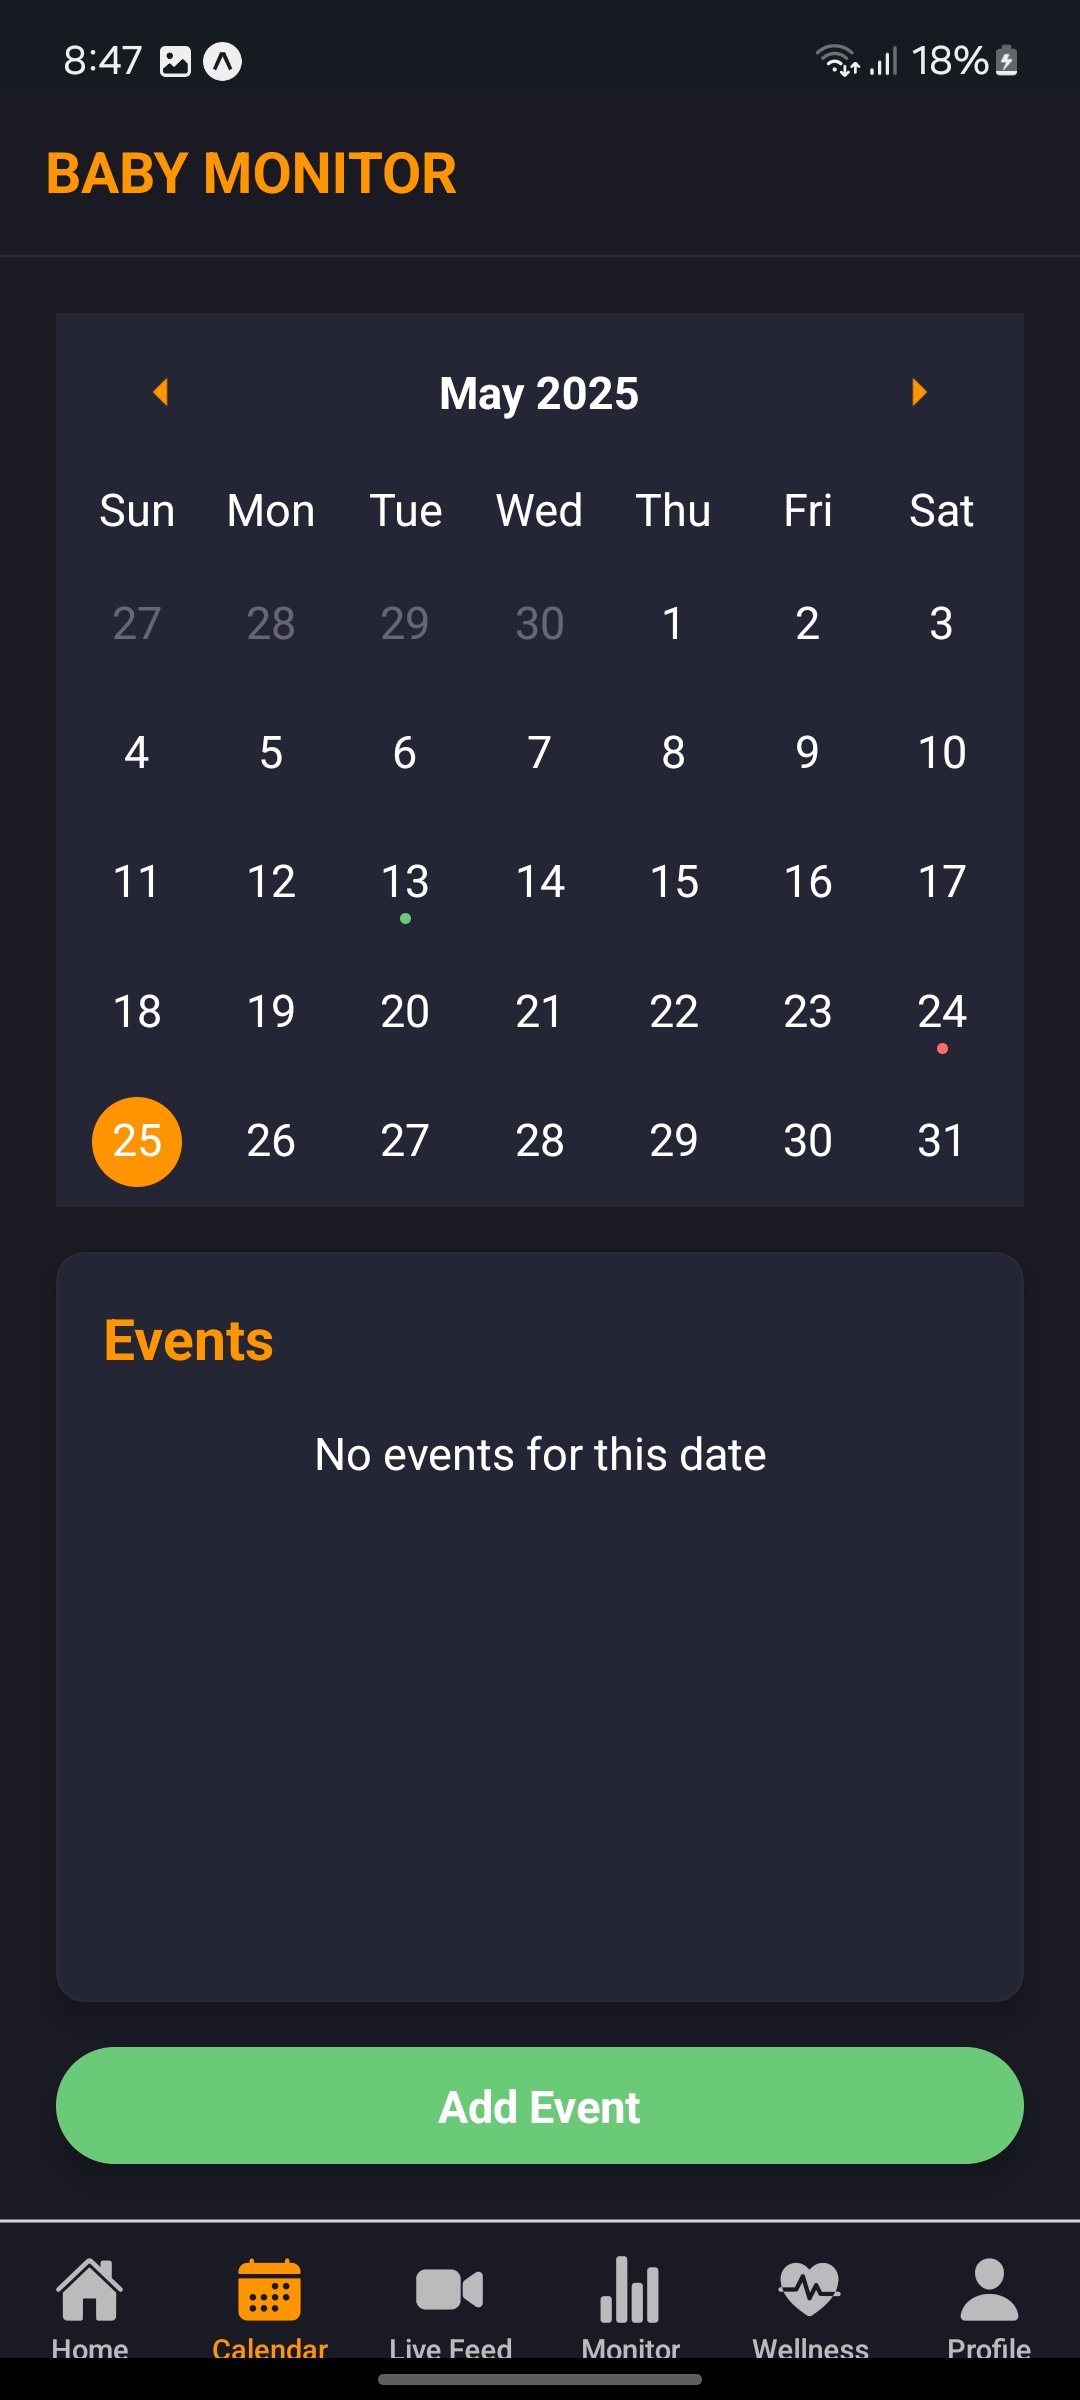 8:47 18%
BABY MONITOR
May 2025
Sun Mon Tue Wed Thu Fri Sat
27 28 29 30 1 2 3
4 5 6 7 8 9 10
11 12 13 14 15 16 17
18 19 20 21 22 23 24
25 26 27 28 29 30 31
Events
No events for this date
Add Event
Home Calendar Live Feed Monitor Wellness Profile